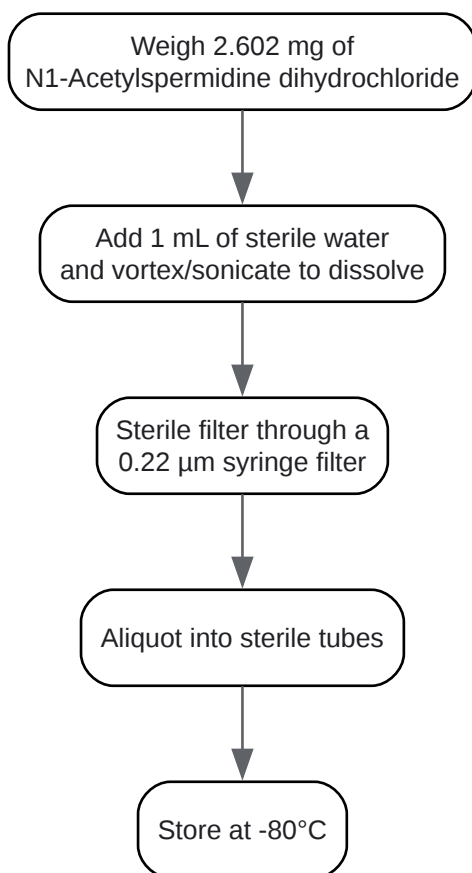 Weigh 2.602 mg of
N1-Acetylspermidine dihydrochloride
Add 1 mL of sterile water
and vortex/sonicate to dissolve
Sterile filter through a
0.22 µm syringe filter
Aliquot into sterile tubes
Store at -80°C